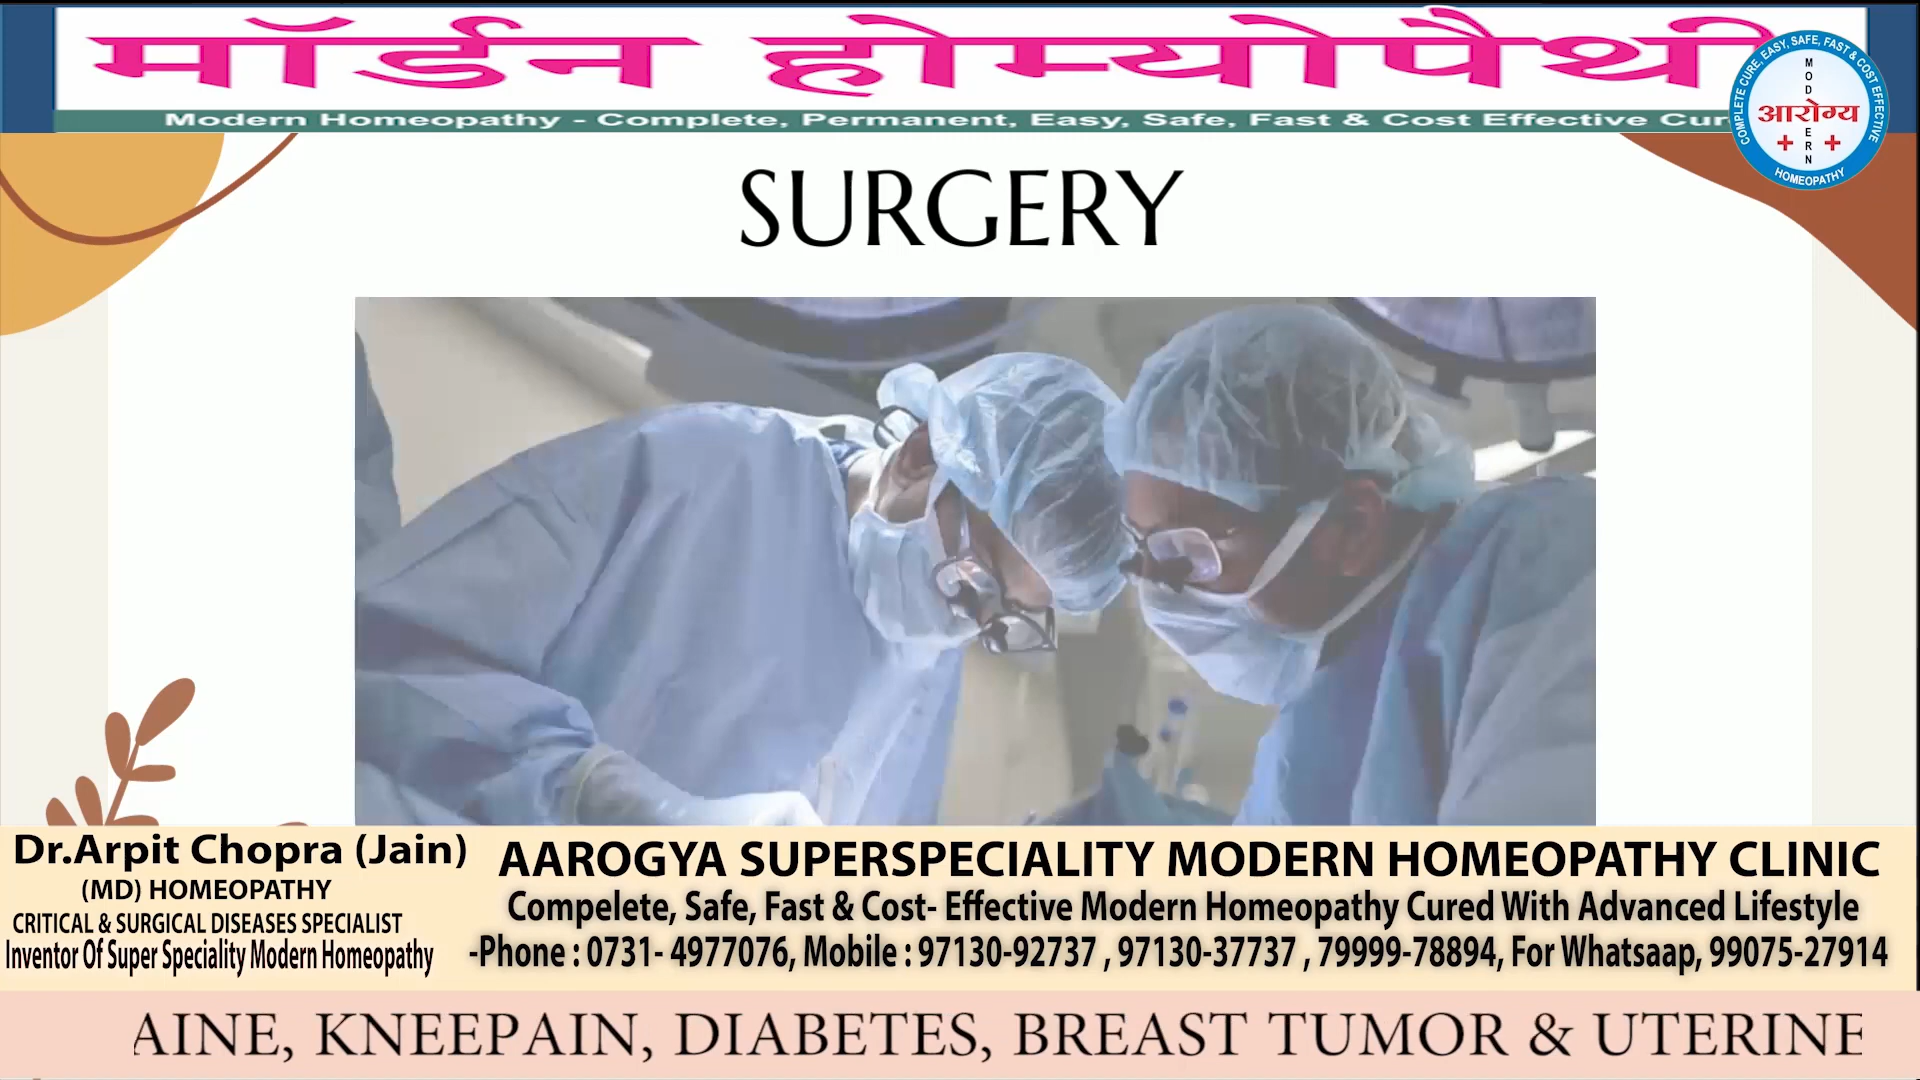 मॉर्डन होम्योपैथी
Modern Homeopathy - Complete, Permanent, Easy, Safe, Fast & Cost Effective Cur
COMPLETE CURE, EASY, SAFE, FAST & COST EFFECTIVE
MODERN
आरोग्य
HOMEOPATHY
SURGERY
Dr.Arpit Chopra (Jain)
(MD) HOMEOPATHY
CRITICAL & SURGICAL DISEASES SPECIALIST
Inventor Of Super Speciality Modern Homeopathy
AAROGYA SUPERSPECIALITY MODERN HOMEOPATHY CLINIC
Compelete, Safe, Fast & Cost- Effective Modern Homeopathy Cured With Advanced Lifestyle
-Phone : 0731- 4977076, Mobile : 97130-92737 , 97130-37737 , 79999-78894, For Whatsaap, 99075-27914
AINE, KNEEPAIN, DIABETES, BREAST TUMOR & UTERINE